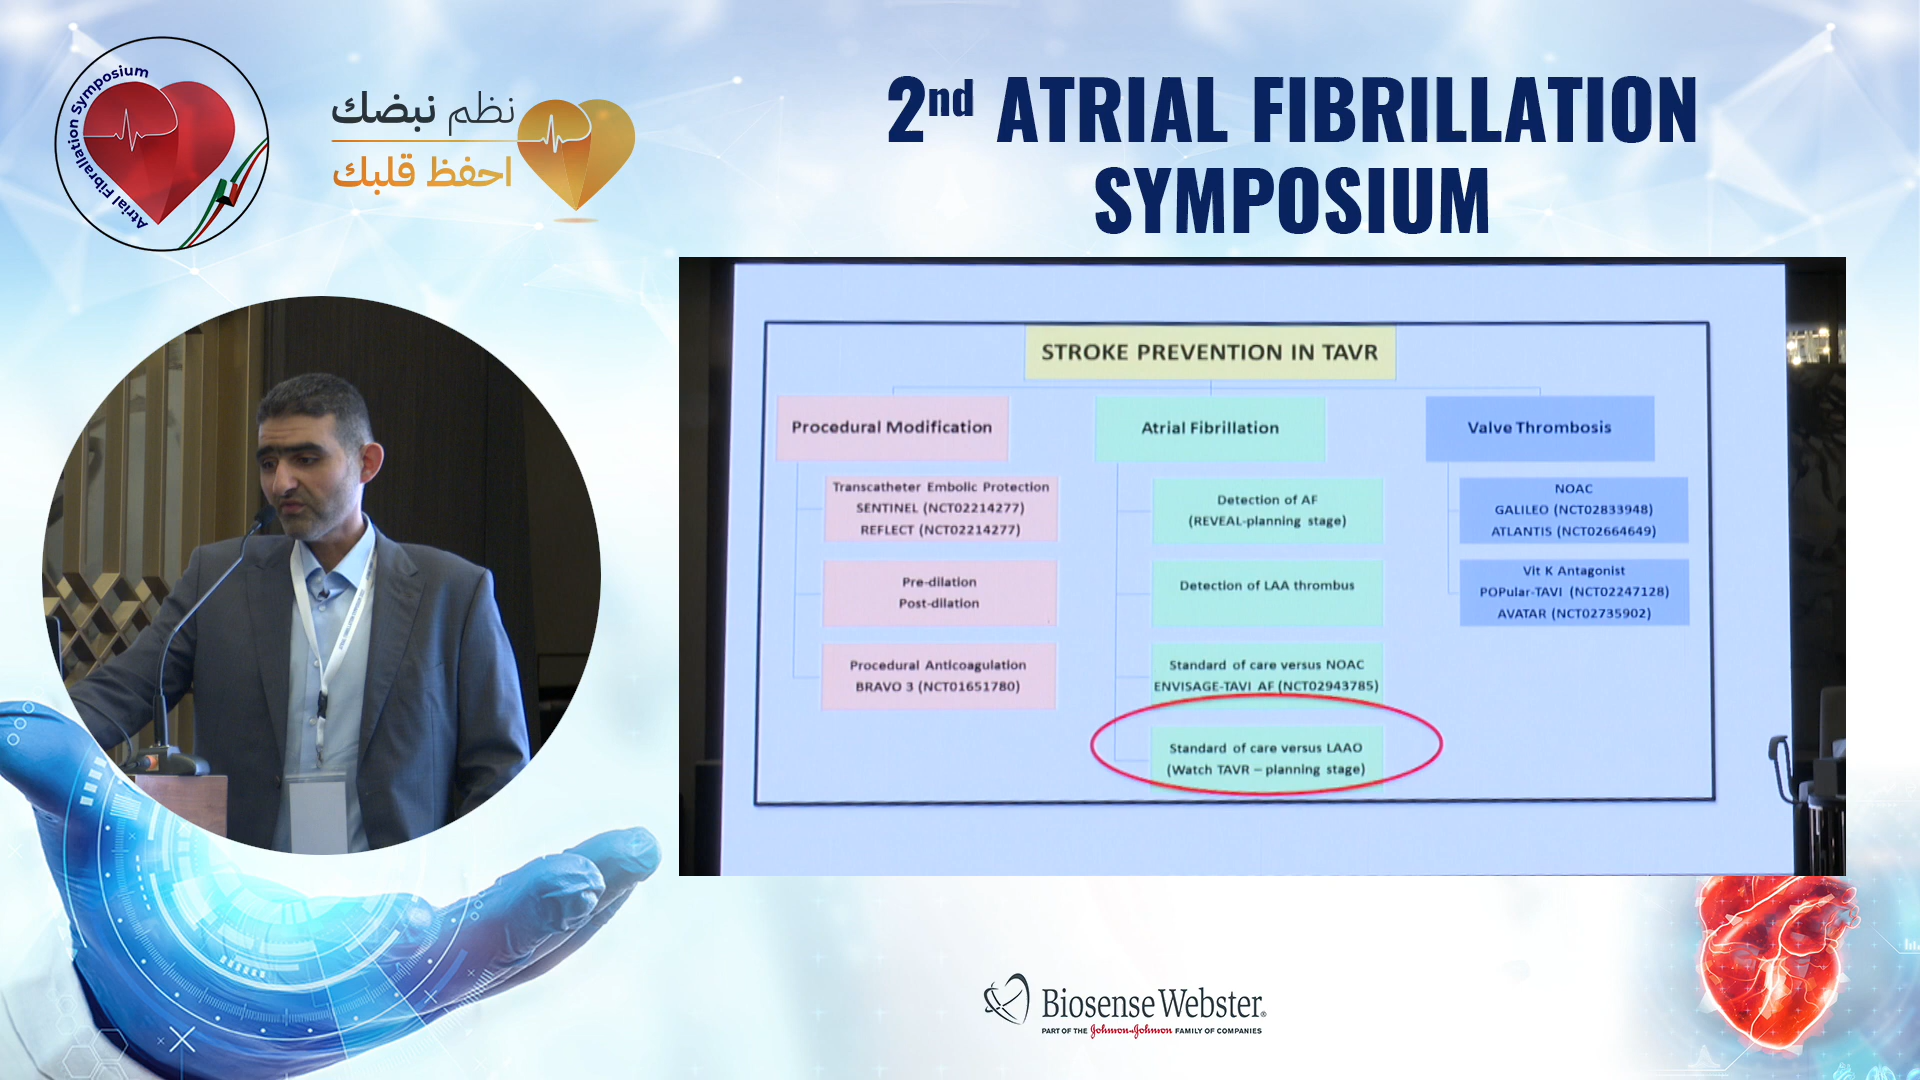 Atrial Fibrallation Symposium
نظم نبضك
احفظ قلبك
2nd ATRIAL FIBRILLATION
SYMPOSIUM
STROKE PREVENTION IN TAVR
Procedural Modification
Transcatheter Embolic Protection
SENTINEL (NCT02214277)
REFLECT (NCT02214277)
Pre-dilation
Post-dilation
Procedural Anticoagulation
BRAVO 3 (NCT01651780)
Atrial Fibrillation
Detection of AF
(REVEAL-planning stage)
Detection of LAA thrombus
Standard of care versus NOAC
ENVISAGE-TAVI AF (NCT02943785)
Standard of care versus LAAO
(Watch TAVR – planning stage)
Valve Thrombosis
NOAC
GALILEO (NCT02833948)
ATLANTIS (NCT02664649)
Vit K Antagonist
POPular-TAVI (NCT02247128)
AVATAR (NCT02735902)
Biosense Webster®
PART OF THE Johnson & Johnson FAMILY OF COMPANIES